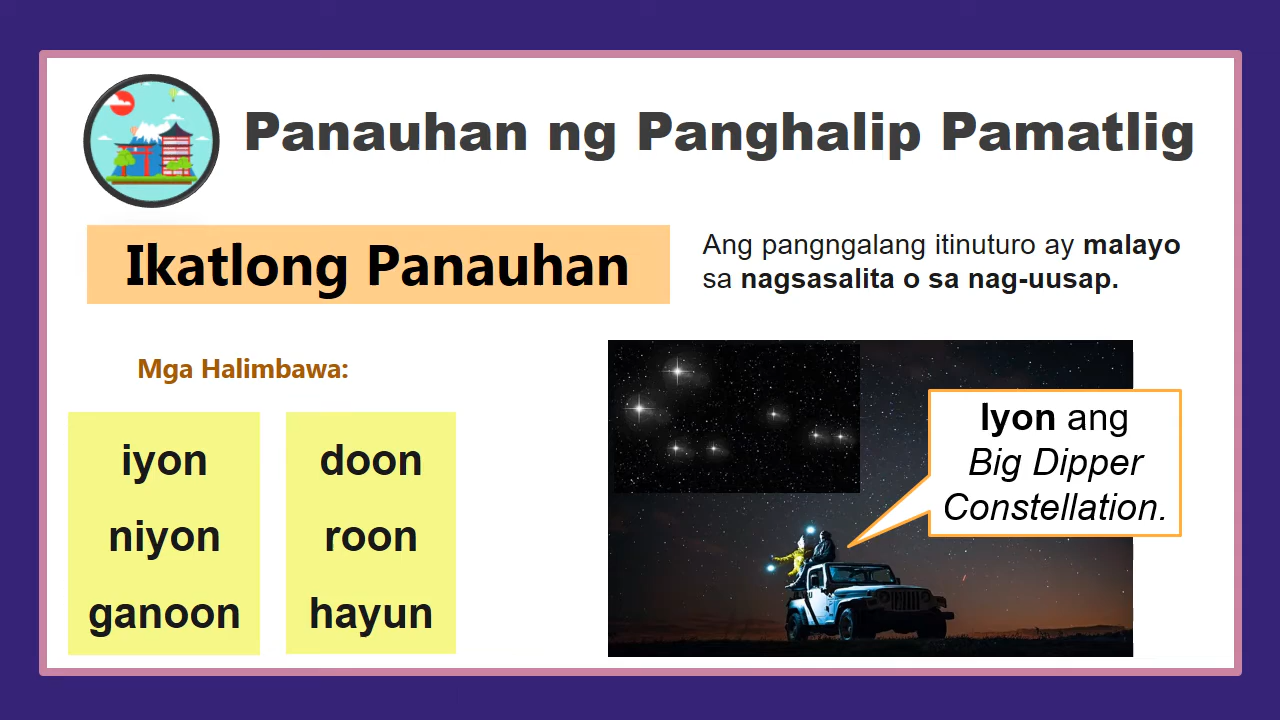 Panauhan ng Panghalip Pamatlig
Ikatlong Panauhan
Ang pangngalang itinuturo ay malayo
sa nagsasalita o sa nag-uusap.
Mga Halimbawa:
iyon
niyon
ganoon
doon
roon
hayun
Iyon ang
Big Dipper
Constellation.